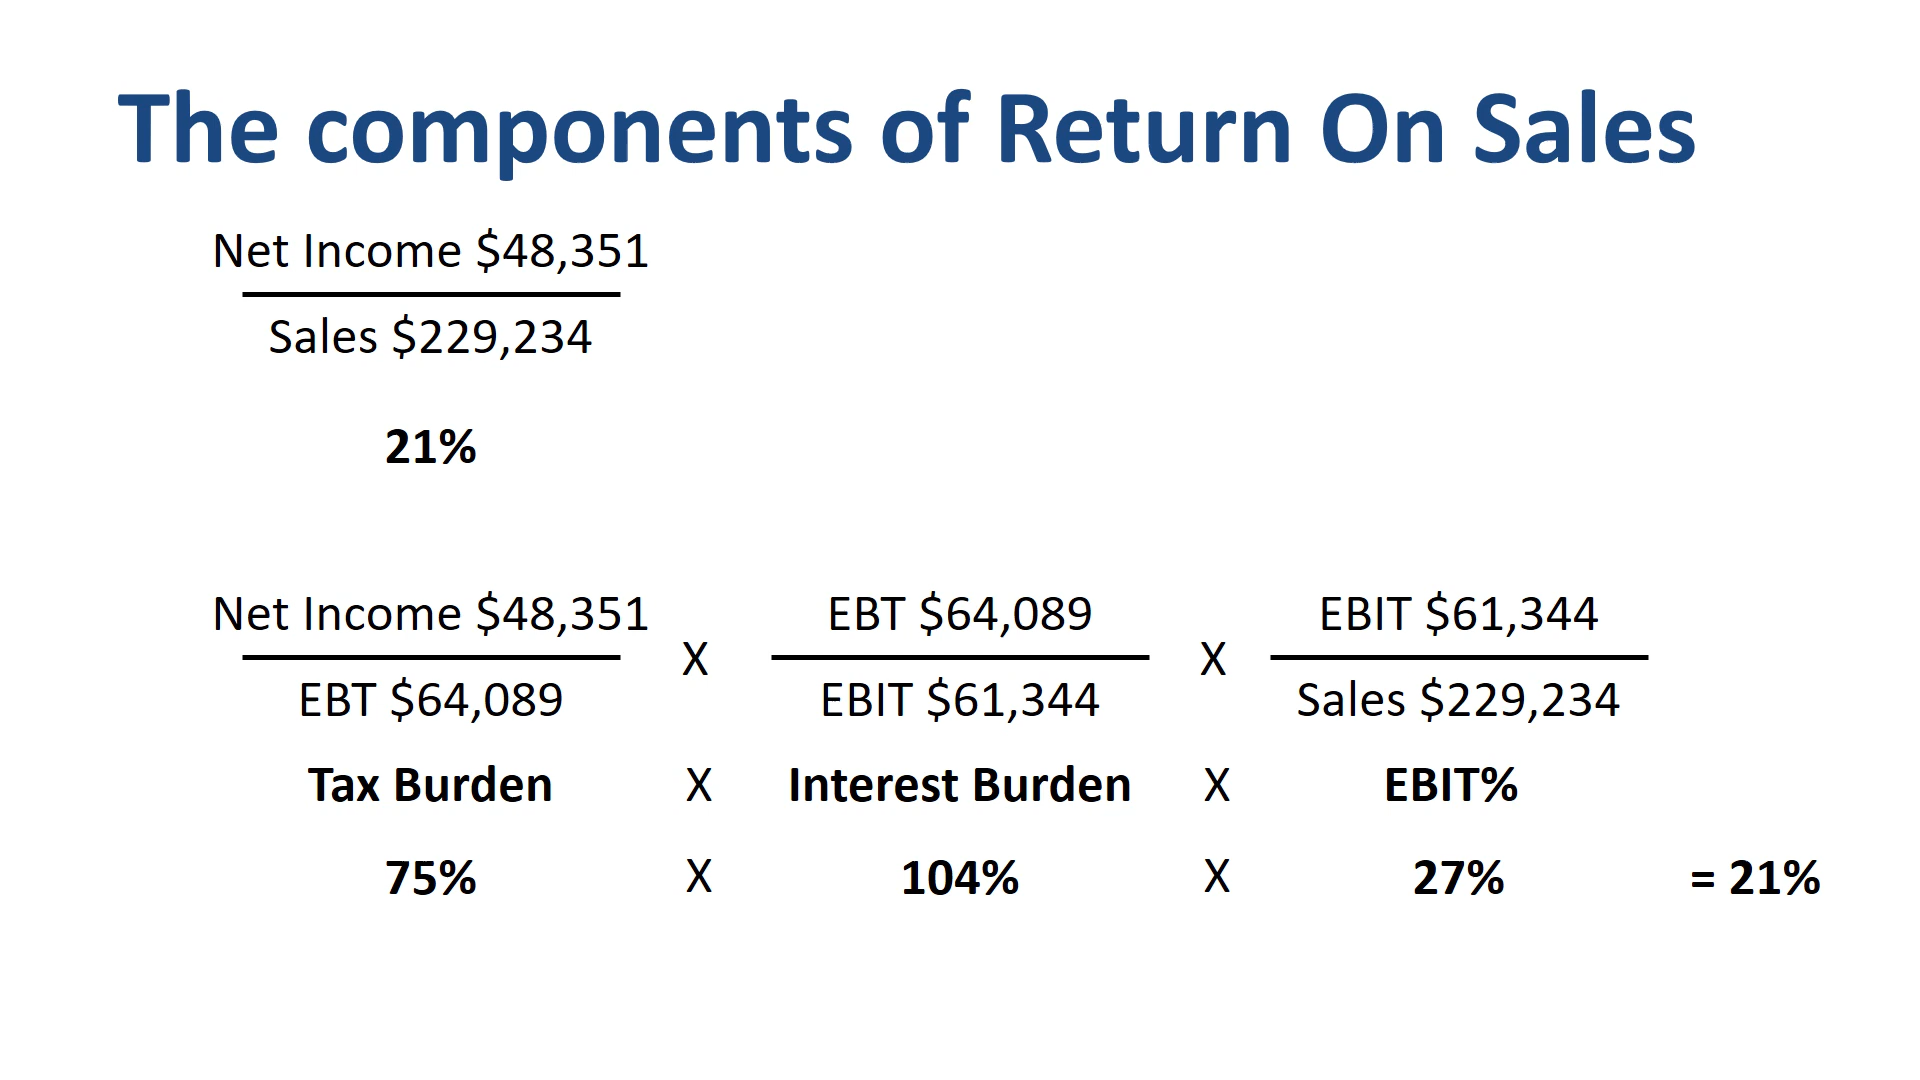 The components of Return On Sales
Net Income $48,351
Sales $229,234
21%
Net Income $48,351 X EBT $64,089 X EBIT $61,344
EBT $64,089 EBIT $61,344 Sales $229,234
Tax Burden X Interest Burden X EBIT%
75% X 104% X 27% = 21%